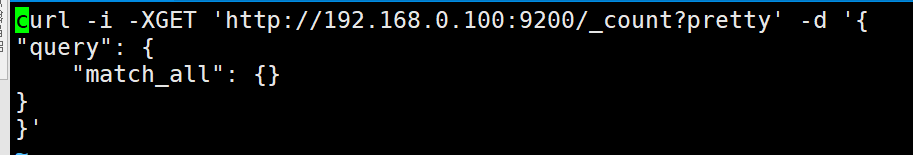 curl -i -XGET 'http://192.168.0.100:9200/_count?pretty' -d '{
"query": {
    "match_all": {}
}
}'
~